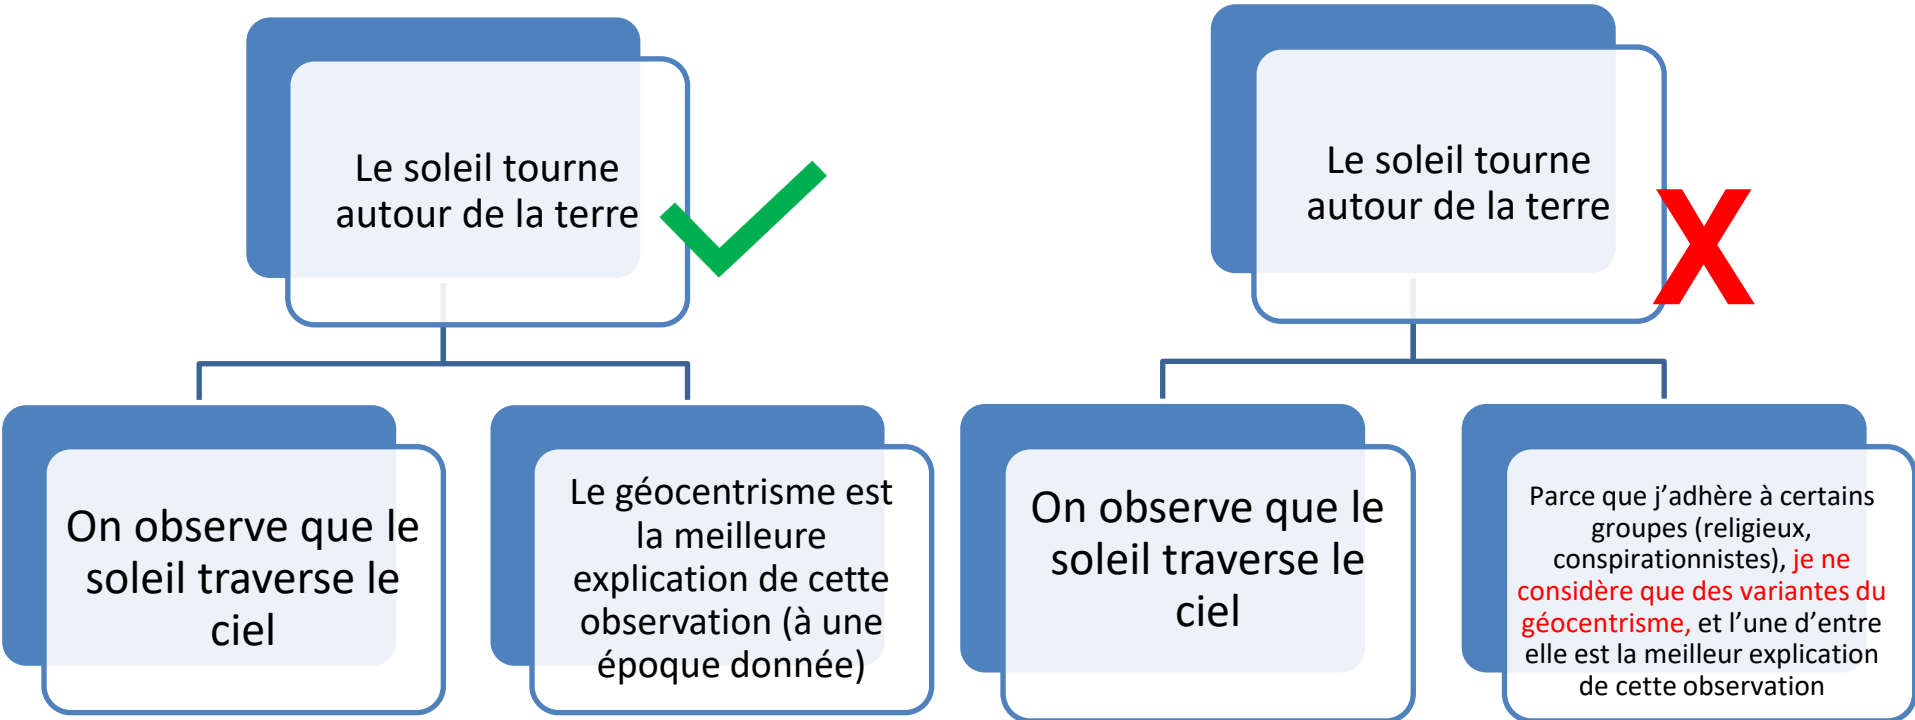 Le soleil tourne
autour de la terre
On observe que le
soleil traverse le
ciel
Le géocentrisme est
la meilleure
explication de cette
observation (à une
époque donnée)
Le soleil tourne
autour de la terre
X
On observe que le
soleil traverse le
ciel
Parce que j’adhère à certains
groupes (religieux,
conspirationnistes), je ne
considère que des variantes du
géocentrisme, et l’une d’entre
elle est la meilleur explication
de cette observation